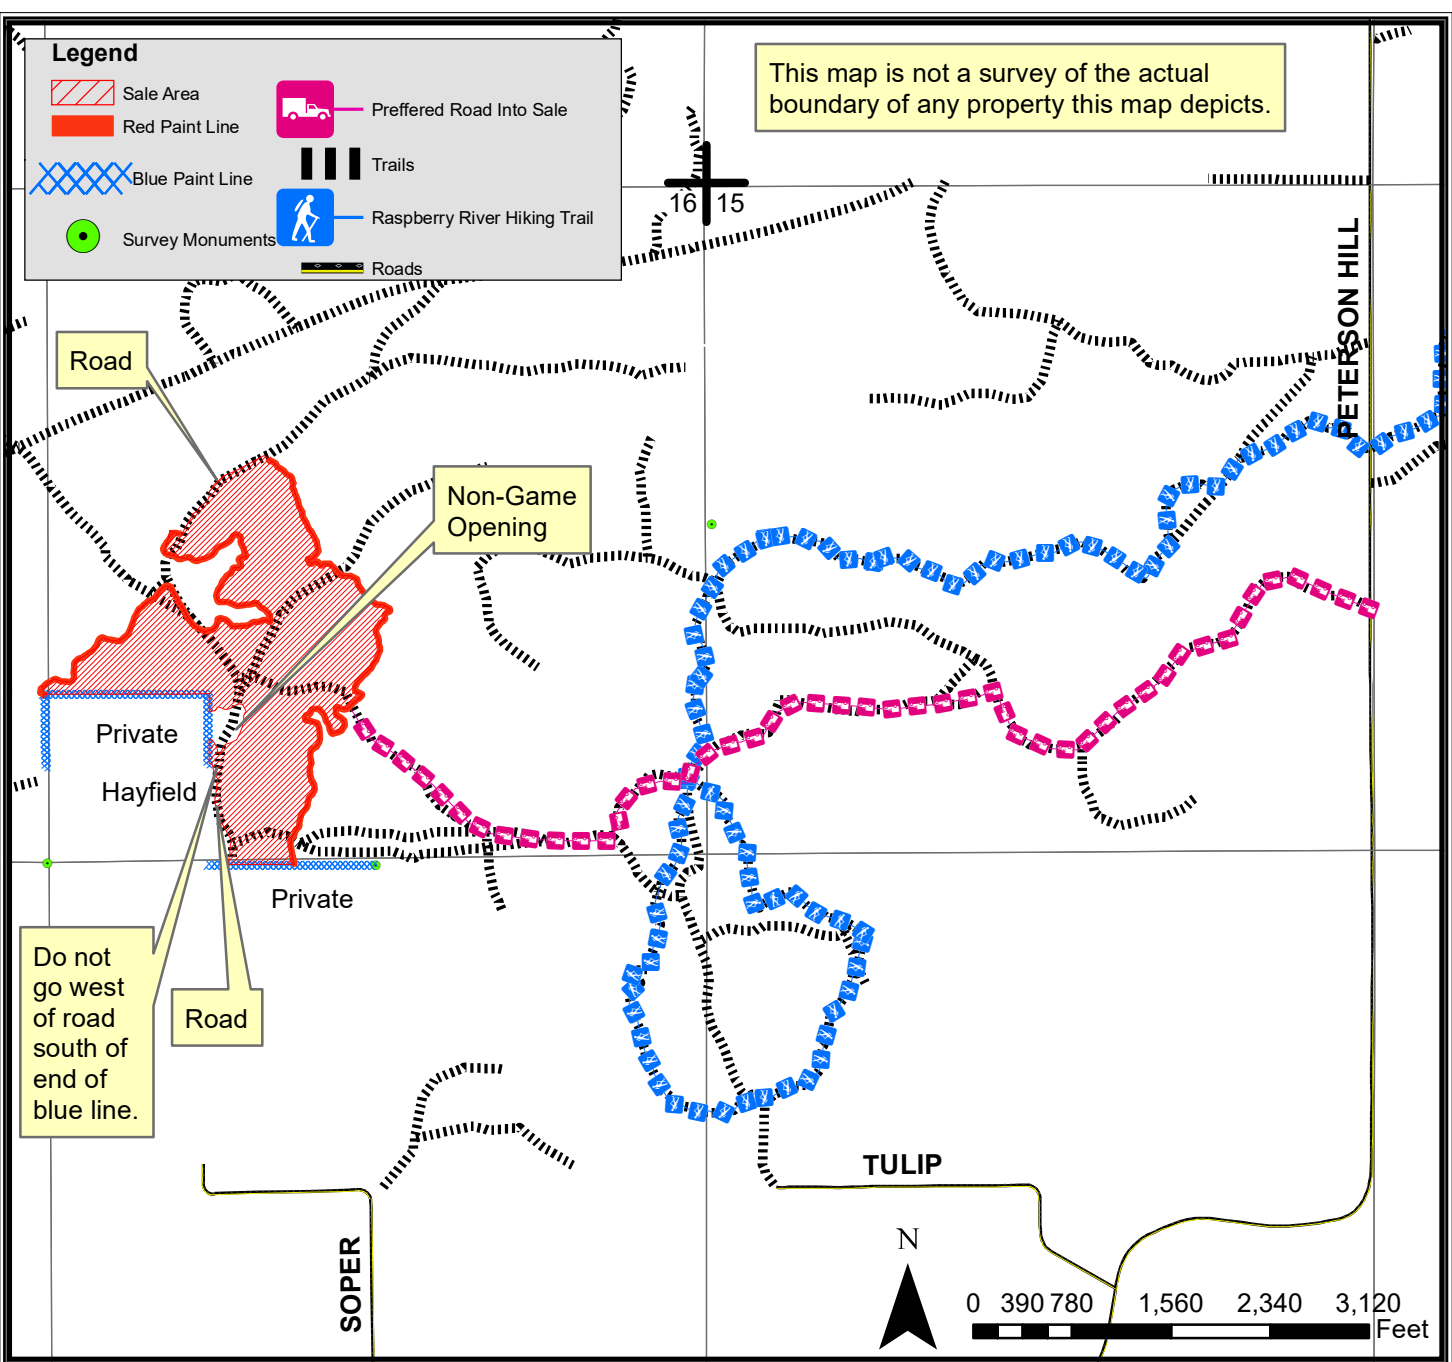 Legend
Sale Area
Red Paint Line
Blue Paint Line
Survey Monuments
Preffered Road Into Sale
Trails
Raspberry River Hiking Trail
Roads
This map is not a survey of the actual
boundary of any property this map depicts.
16 15
PETERSON HILL
Road
Non-Game
Opening
Private
Hayfield
Private
Do not
go west
of road
south of
end of
blue line.
Road
TULIP
SOPER
N
0 390 780 1,560 2,340 3,120
Feet